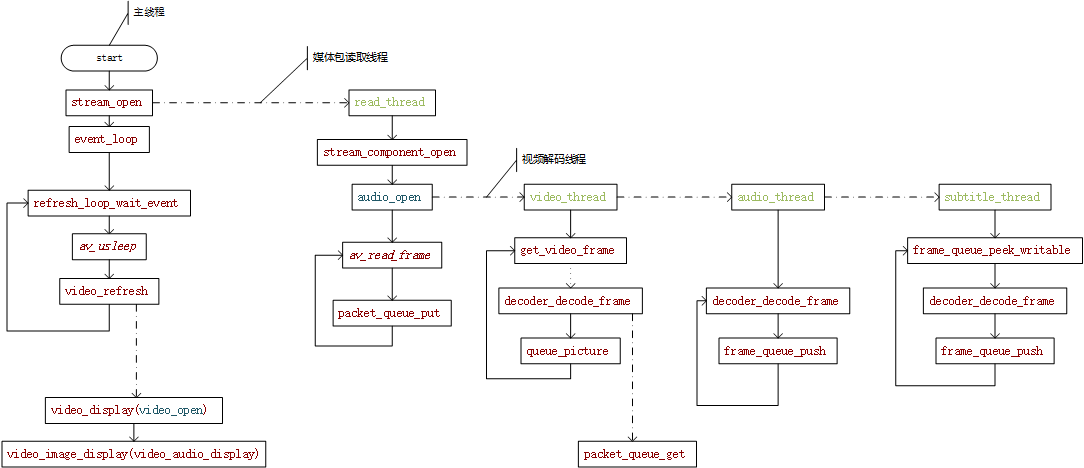 主线程
start
媒体包读取线程
stream_open
read_thread
event_loop
stream_component_open
视频解码线程
refresh_loop_wait_event
audio_open
video_thread
audio_thread
subtitle_thread
av_usleep
av_read_frame
get_video_frame
frame_queue_peek_writable
video_refresh
packet_queue_put
decoder_decode_frame
decoder_decode_frame
decoder_decode_frame
queue_picture
frame_queue_push
frame_queue_push
video_display(video_open)
video_image_display(video_audio_display)
packet_queue_get